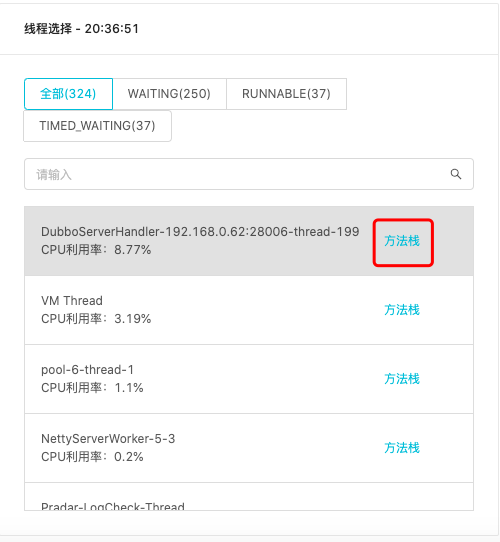 线程选择 - 20:36:51
全部(324) WAITING(250) RUNNABLE(37)
TIMED_WAITING(37)
请输入
DubboServerHandler-192.168.0.62:28006-thread-199
CPU利用率：8.77%
方法栈
VM Thread
CPU利用率：3.19%
方法栈
pool-6-thread-1
CPU利用率：1.1%
方法栈
NettyServerWorker-5-3
CPU利用率：0.2%
方法栈
Pradar-LogCheck-Thread